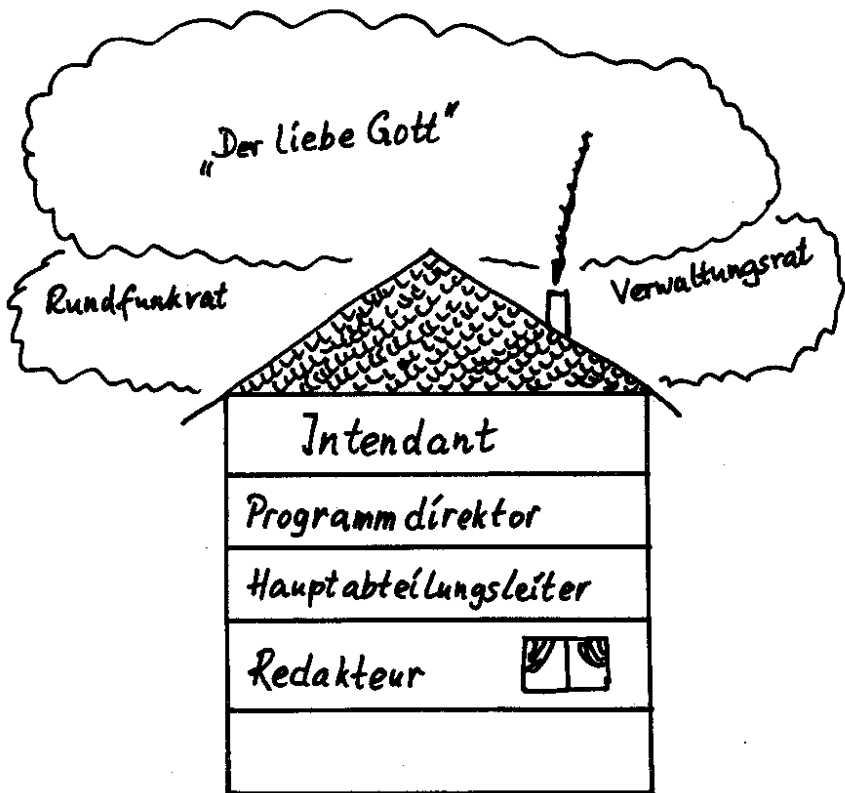 „Der liebe Gott“
Rundfunkrat
Verwaltungsrat
Intendant
Programmdirektor
Hauptabteilungsleiter
Redakteur